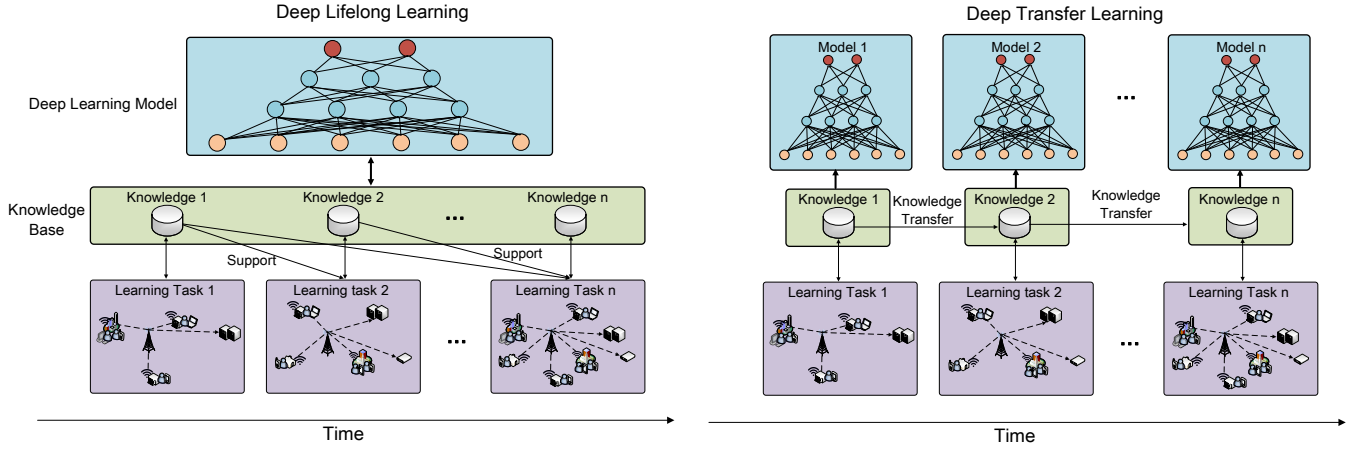 Deep Lifelong Learning
Deep Learning Model
Knowledge
Base
Knowledge 1
Knowledge 2
...
Knowledge n
Support
Support
Learning Task 1
Learning task 2
...
Learning Task n
Time
Deep Transfer Learning
Model 1
Model 2
...
Model n
Knowledge 1
Knowledge
Transfer
Knowledge 2
Knowledge
Transfer
Knowledge n
Learning Task 1
Learning task 2
...
Learning Task n
Time